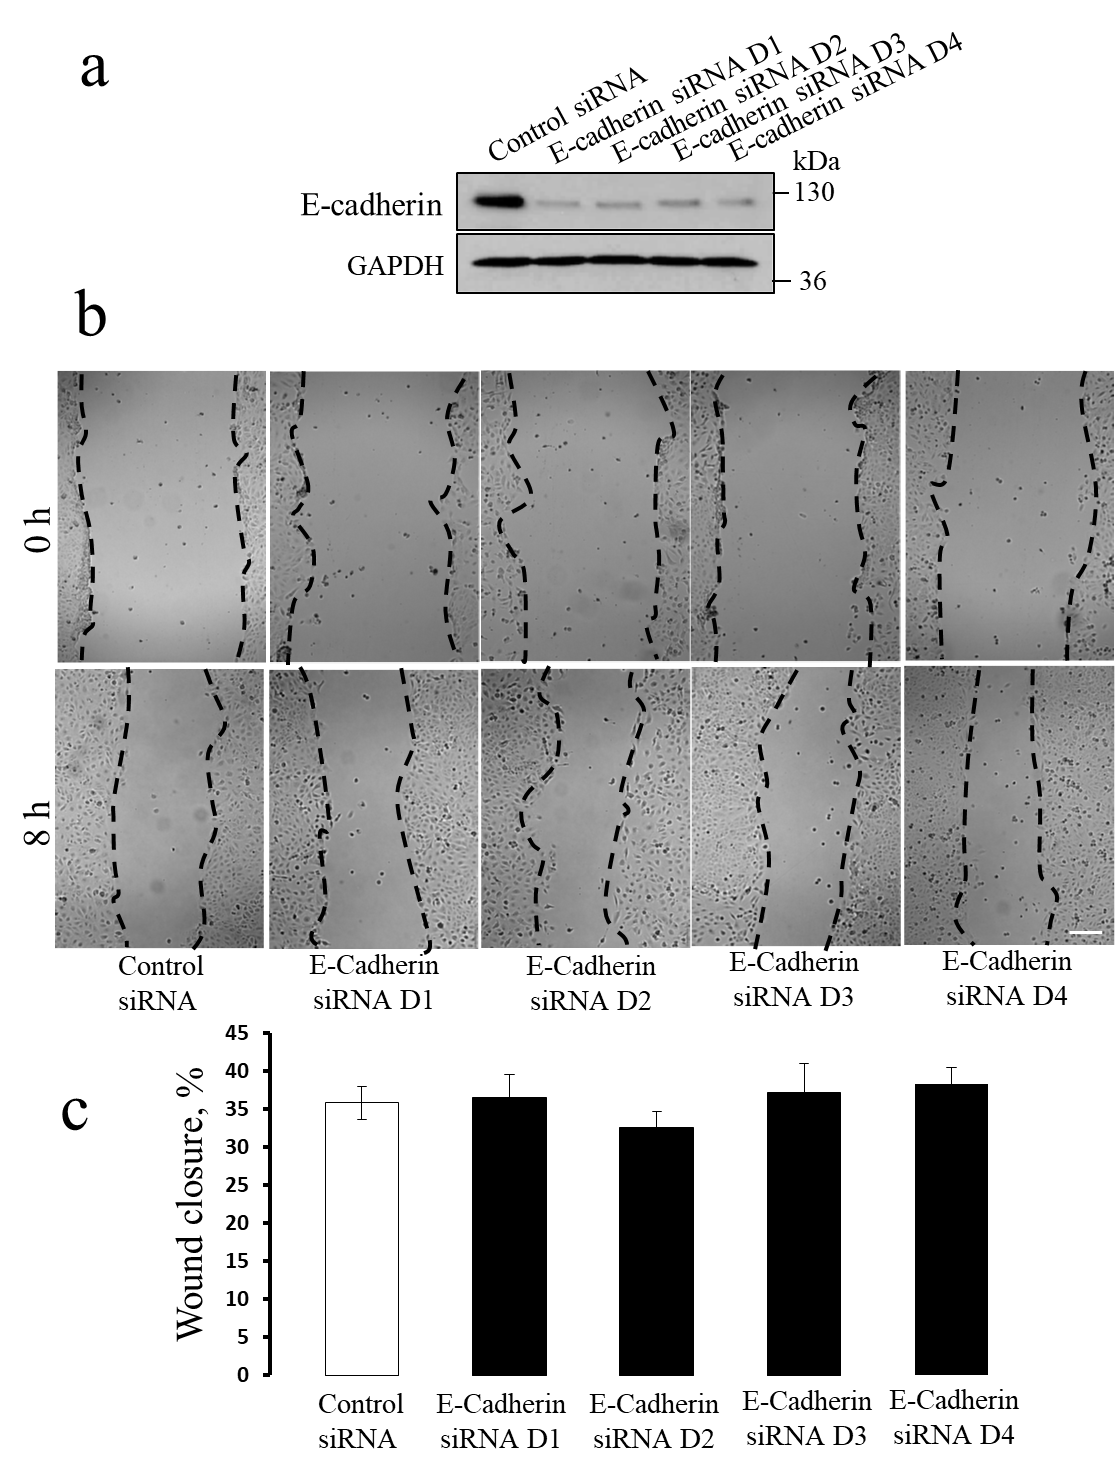 a
Control siRNA
E-cadherin siRNA D1
E-cadherin siRNA D2
E-cadherin siRNA D3
E-cadherin siRNA D4
kDa
E-cadherin
130
GAPDH
36
b
0 h
8 h
Control
siRNA
E-Cadherin
siRNA D1
E-Cadherin
siRNA D2
E-Cadherin
siRNA D3
E-Cadherin
siRNA D4
c
Wound closure, %
45
40
35
30
25
20
15
10
5
0
Control
siRNA
E-Cadherin
siRNA D1
E-Cadherin
siRNA D2
E-Cadherin
siRNA D3
E-Cadherin
siRNA D4